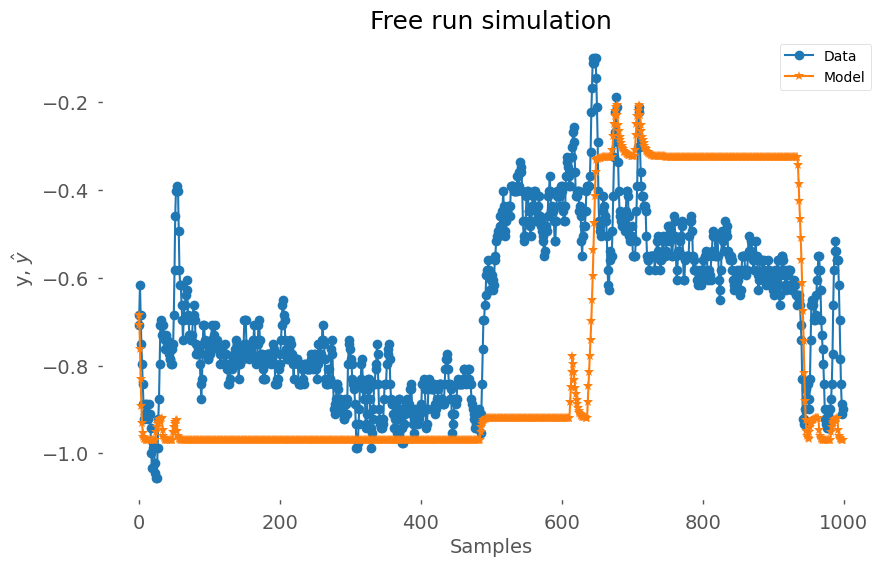 Free run simulation
Data
Model
−0.2
−0.4
−0.6
−0.8
−1.0
y, ŷ
0
200
400
600
800
1000
Samples